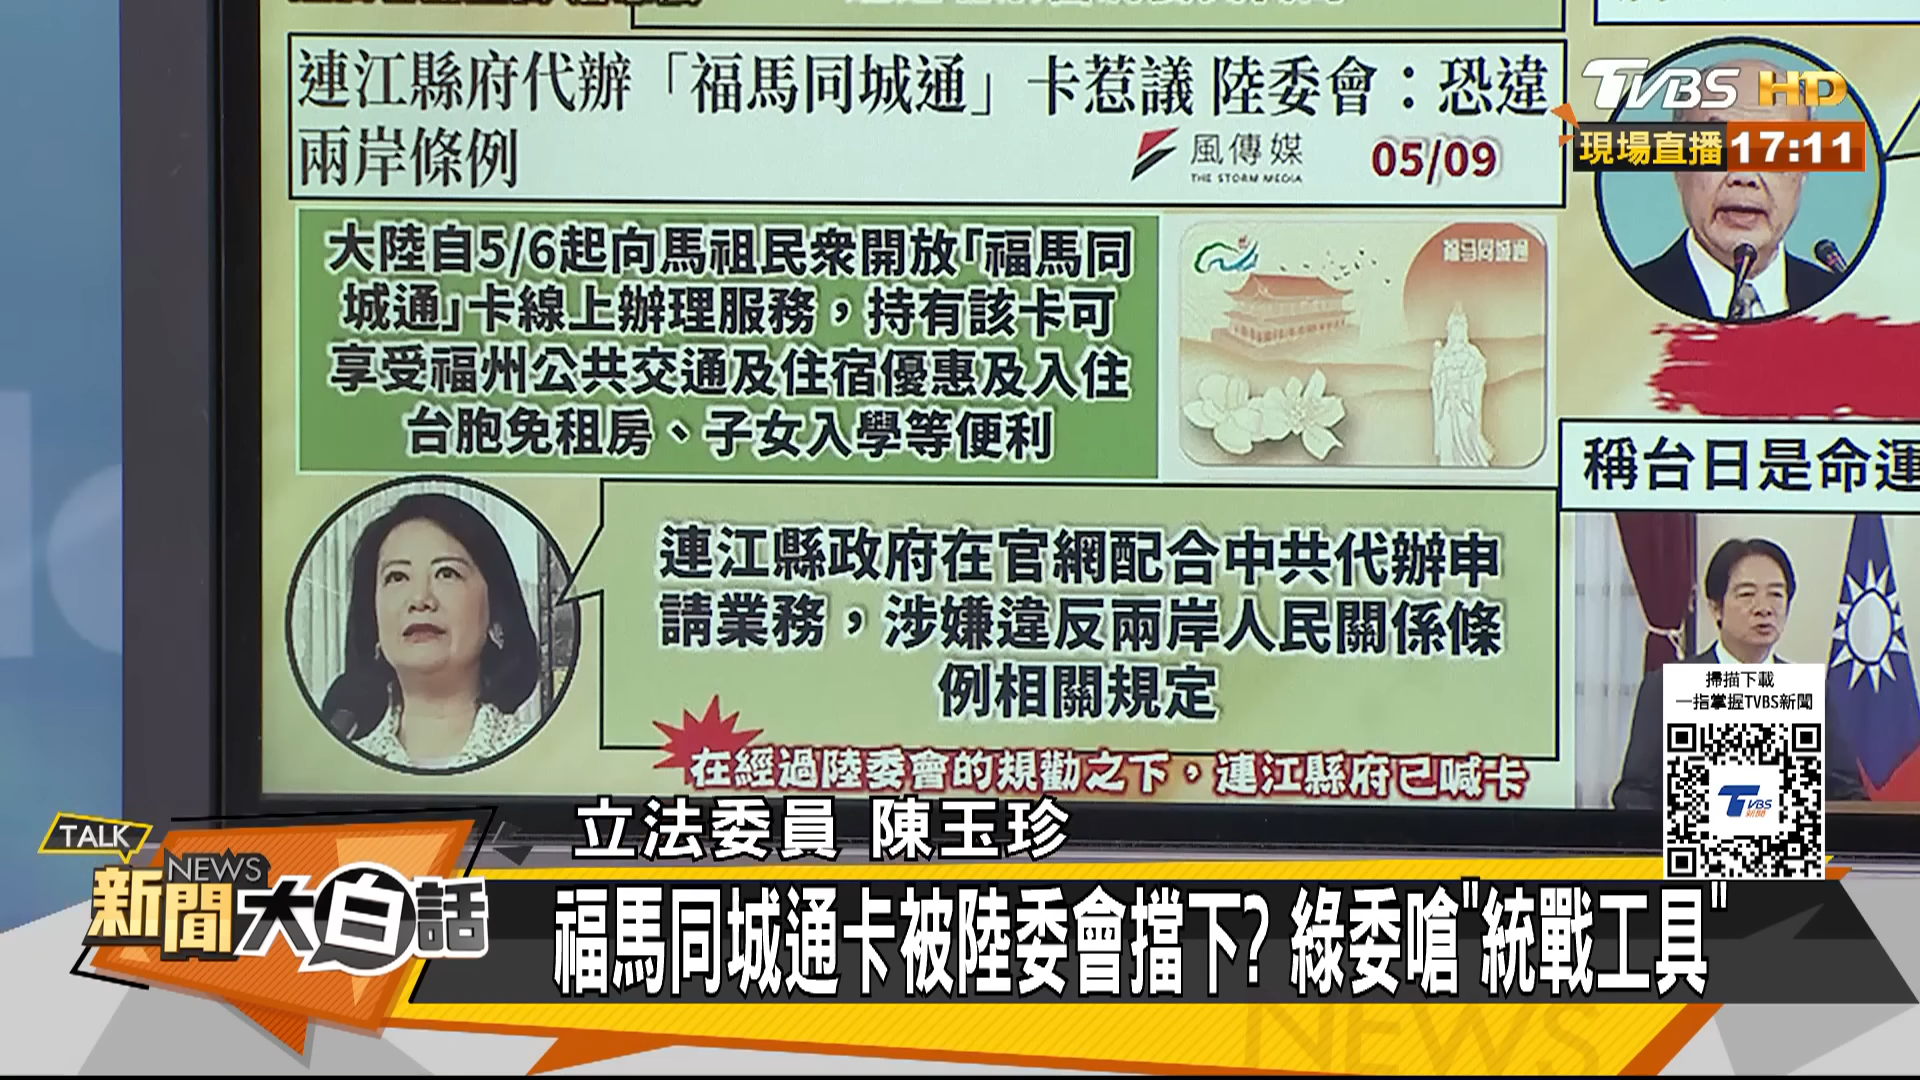 連江縣府代辦「福馬同城通」卡惹議 陸委會：恐違
兩岸條例
風傳媒
THE STORM MEDIA
05/09
TVBS HD
現場直播 17:11
大陸自5/6起向馬祖民眾開放「福馬同
城通」卡線上辦理服務，持有該卡可
享受福州公共交通及住宿優惠及入住
台胞免租房、子女入學等便利
福马同城通
稱台日是命運
連江縣政府在官網配合中共代辦申
請業務，涉嫌違反兩岸人民關係條
例相關規定
在經過陸委會的規勸之下，連江縣府已喊卡
掃描下載
一指掌握TVBS新聞
TVBS
新聞
立法委員 陳玉珍
TALK
NEWS
新聞大白話
福馬同城通卡被陸委會擋下? 綠委嗆"統戰工具"
NEWS